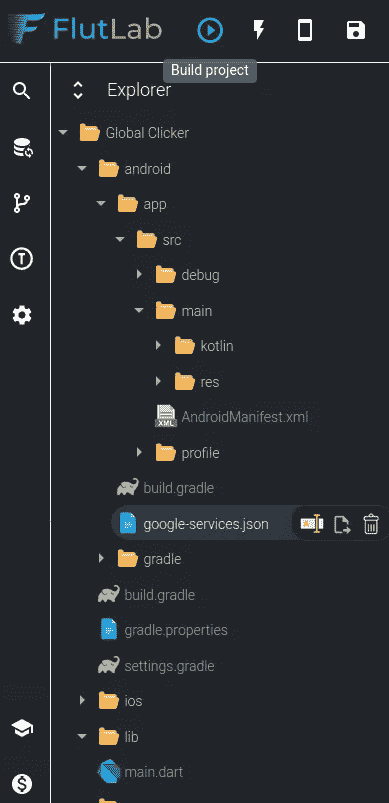 FlutLab
Build project
Explorer
Global Clicker
android
app
src
debug
main
kotlin
res
XML AndroidManifest.xml
profile
build.gradle
google-services.json
gradle
build.gradle
gradle.properties
settings.gradle
ios
lib
main.dart